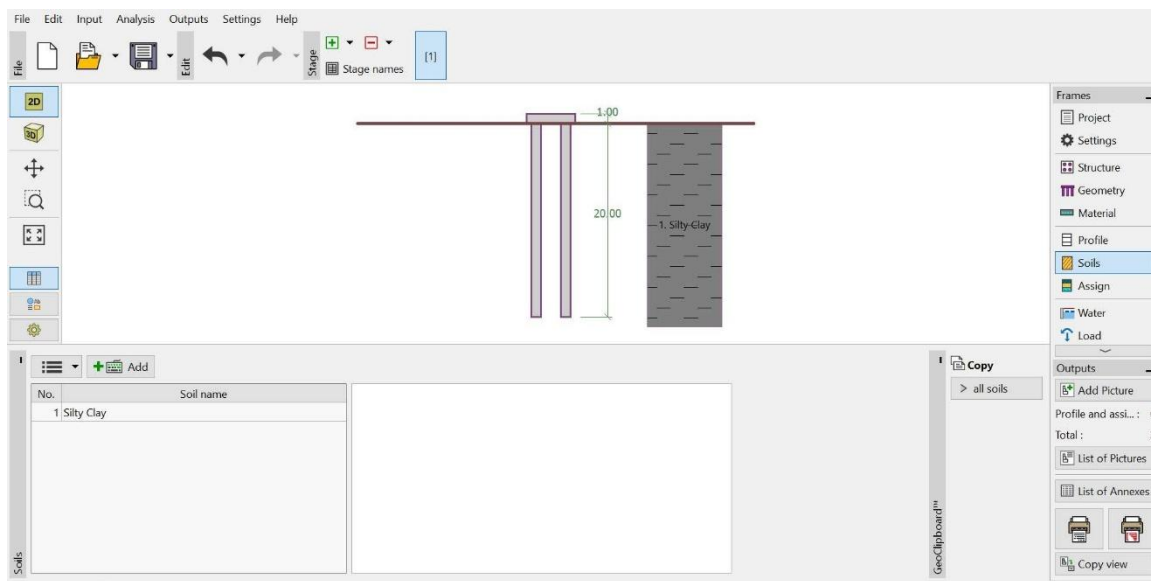 File Edit Input Analysis Outputs Settings Help
File
Edit
Stage
Stage names
[1]
2D
3D
1.00
20.00
1. Silty Clay
Frames
Project
Settings
Structure
Geometry
Material
Profile
Soils
Assign
Water
Load
Outputs
Add Picture
Profile and assi... :
Total :
List of Pictures
List of Annexes
Copy view
Soils
Add
No. Soil name
1 Silty Clay
GeoClipboard™
Copy
> all soils